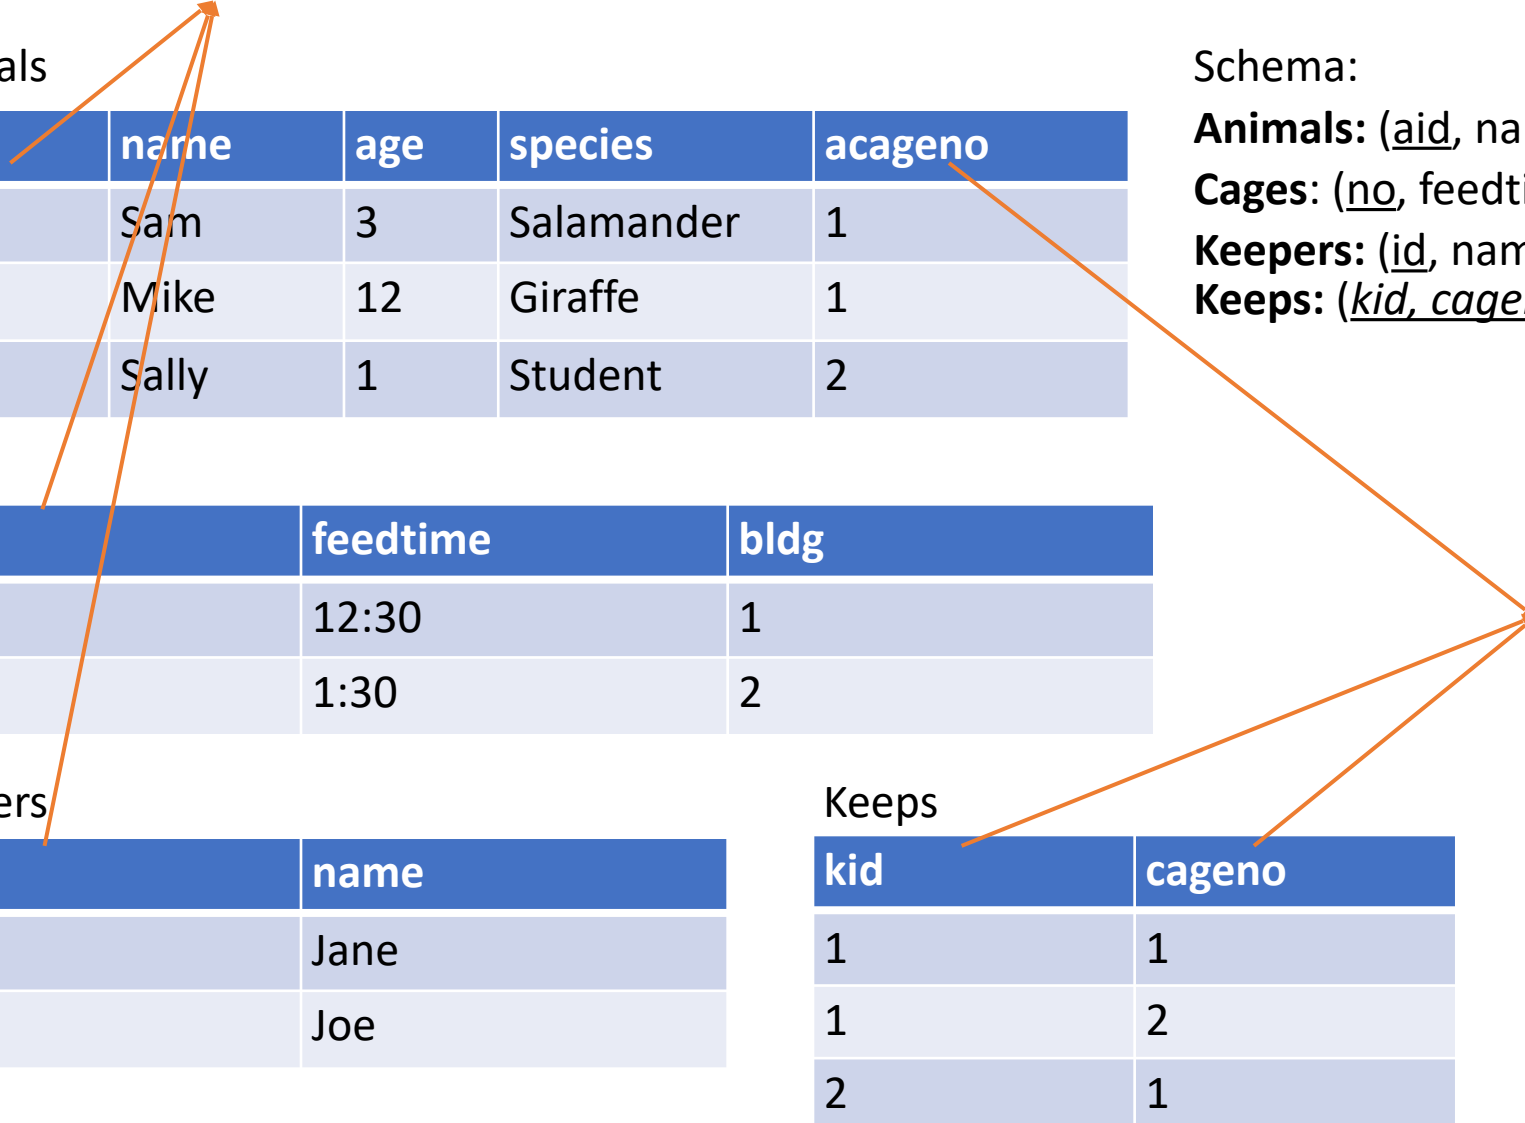 als
name age species acageno
Sam 3 Salamander 1
Mike 12 Giraffe 1
Sally 1 Student 2
Schema:
Animals: (aid, na
Cages: (no, feedti
Keepers: (id, nam
Keeps: (kid, cage
feedtime bldg
12:30 1
1:30 2
ers
name
Jane
Joe
Keeps
kid cageno
1 1
1 2
2 1